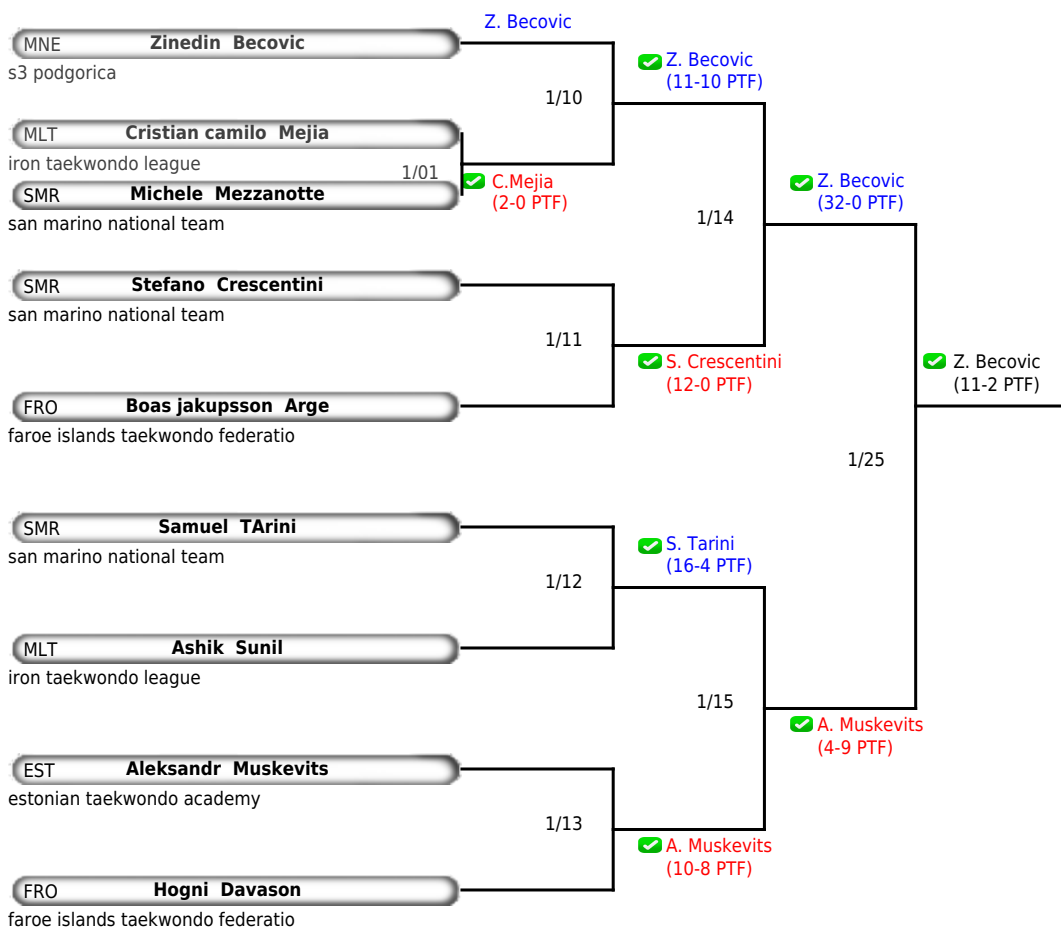 Z. Becovic
MNE Zinedin Becovic
s3 podgorica
Z. Becovic
(11-10 PTF)
1/10
MLT Cristian camilo Mejia
iron taekwondo league
1/01
C.Mejia
(2-0 PTF)
SMR Michele Mezzanotte
san marino national team
Z. Becovic
(32-0 PTF)
1/14
SMR Stefano Crescentini
san marino national team
1/11
S. Crescentini
(12-0 PTF)
Z. Becovic
(11-2 PTF)
FRO Boas jakupsson Arge
faroe islands taekwondo federatio
1/25
SMR Samuel TArini
san marino national team
S. Tarini
(16-4 PTF)
1/12
MLT Ashik Sunil
iron taekwondo league
1/15
A. Muskevits
(4-9 PTF)
EST Aleksandr Muskevits
estonian taekwondo academy
1/13
A. Muskevits
(10-8 PTF)
FRO Hogni Davason
faroe islands taekwondo federatio